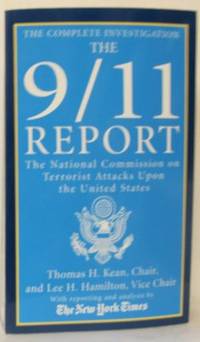 THE COMPLETE INVESTIGATION
THE
9/11
REPORT
The National Commission on
Terrorist Attacks Upon
the United States
Thomas H. Kean, Chair,
and Lee H. Hamilton, Vice Chair
With reporting and analysis by
The New York Times